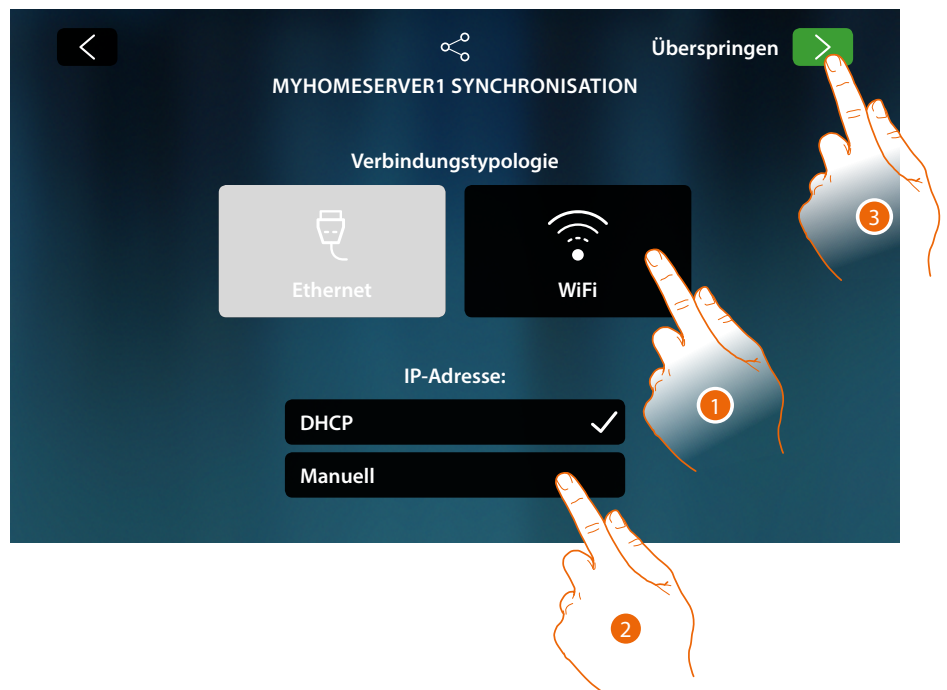 Überspringen
MYHOMESERVER1 SYNCHRONISATION
Verbindungstypologie
Ethernet
WiFi
IP-Adresse:
DHCP
Manuell
1
2
3